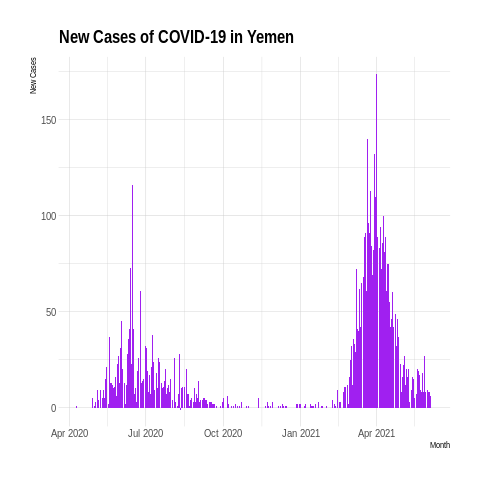 New Cases of COVID-19 in Yemen
New Cases
150
100
50
0
Apr 2020 Jul 2020 Oct 2020 Jan 2021 Apr 2021
Month